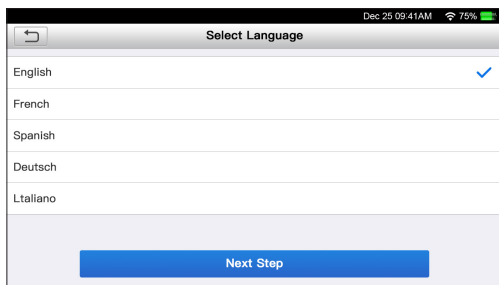 Dec 25 09:41AM 75%
Select Language
English
French
Spanish
Deutsch
Ltaliano
Next Step